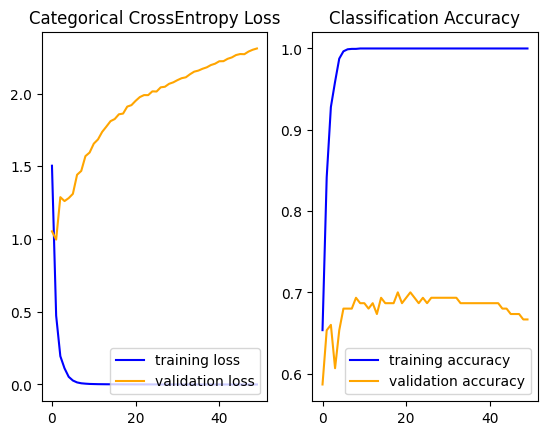 Categorical CrossEntropy Loss
2.0
1.5
1.0
0.5
0.0
0
20
40
training loss
validation loss
Classification Accuracy
1.0
0.9
0.8
0.7
0.6
0
20
40
training accuracy
validation accuracy